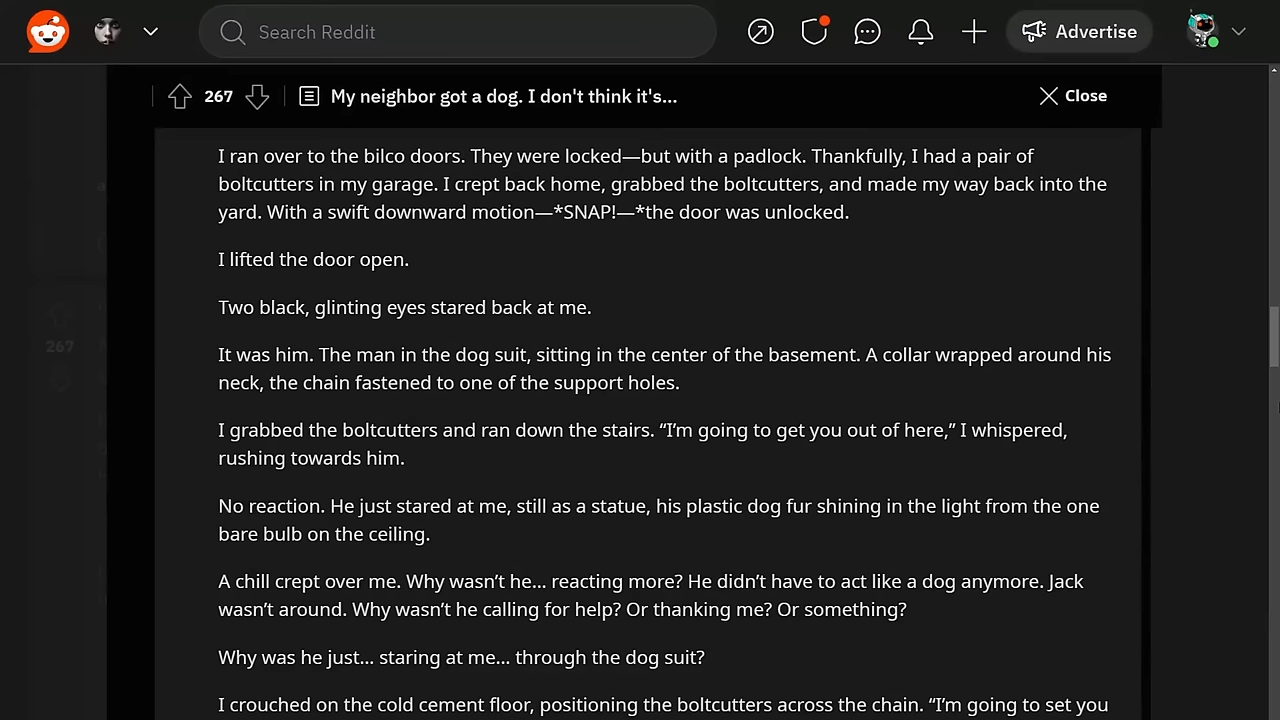 Search Reddit
Advertise
267
My neighbor got a dog. I don't think it's...
Close
I ran over to the bilco doors. They were locked—but with a padlock. Thankfully, I had a pair of
boltcutters in my garage. I crept back home, grabbed the boltcutters, and made my way back into the
yard. With a swift downward motion—*SNAP!—*the door was unlocked.
I lifted the door open.
Two black, glinting eyes stared back at me.
It was him. The man in the dog suit, sitting in the center of the basement. A collar wrapped around his
neck, the chain fastened to one of the support holes.
I grabbed the boltcutters and ran down the stairs. “I’m going to get you out of here,” I whispered,
rushing towards him.
No reaction. He just stared at me, still as a statue, his plastic dog fur shining in the light from the one
bare bulb on the ceiling.
A chill crept over me. Why wasn’t he… reacting more? He didn’t have to act like a dog anymore. Jack
wasn’t around. Why wasn’t he calling for help? Or thanking me? Or something?
Why was he just… staring at me… through the dog suit?
I crouched on the cold cement floor, positioning the boltcutters across the chain. “I’m going to set you
267